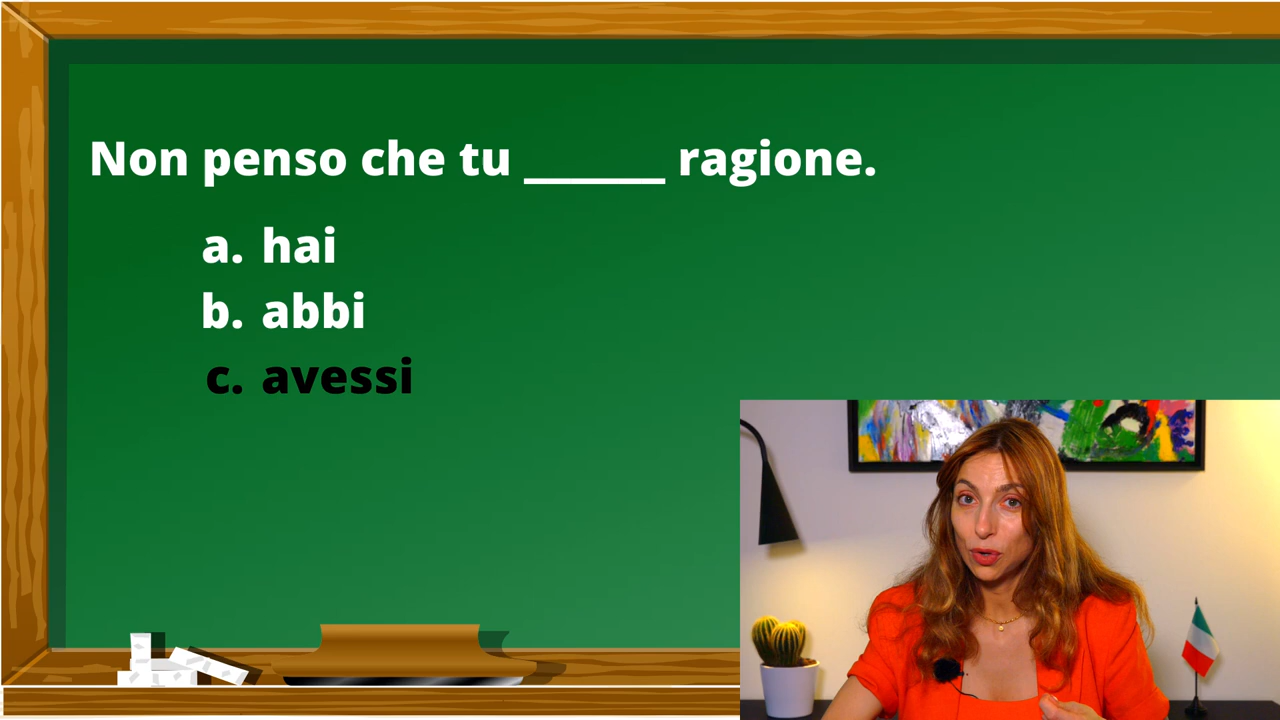 Non penso che tu ______ ragione.
a. hai
b. abbi
c. avessi